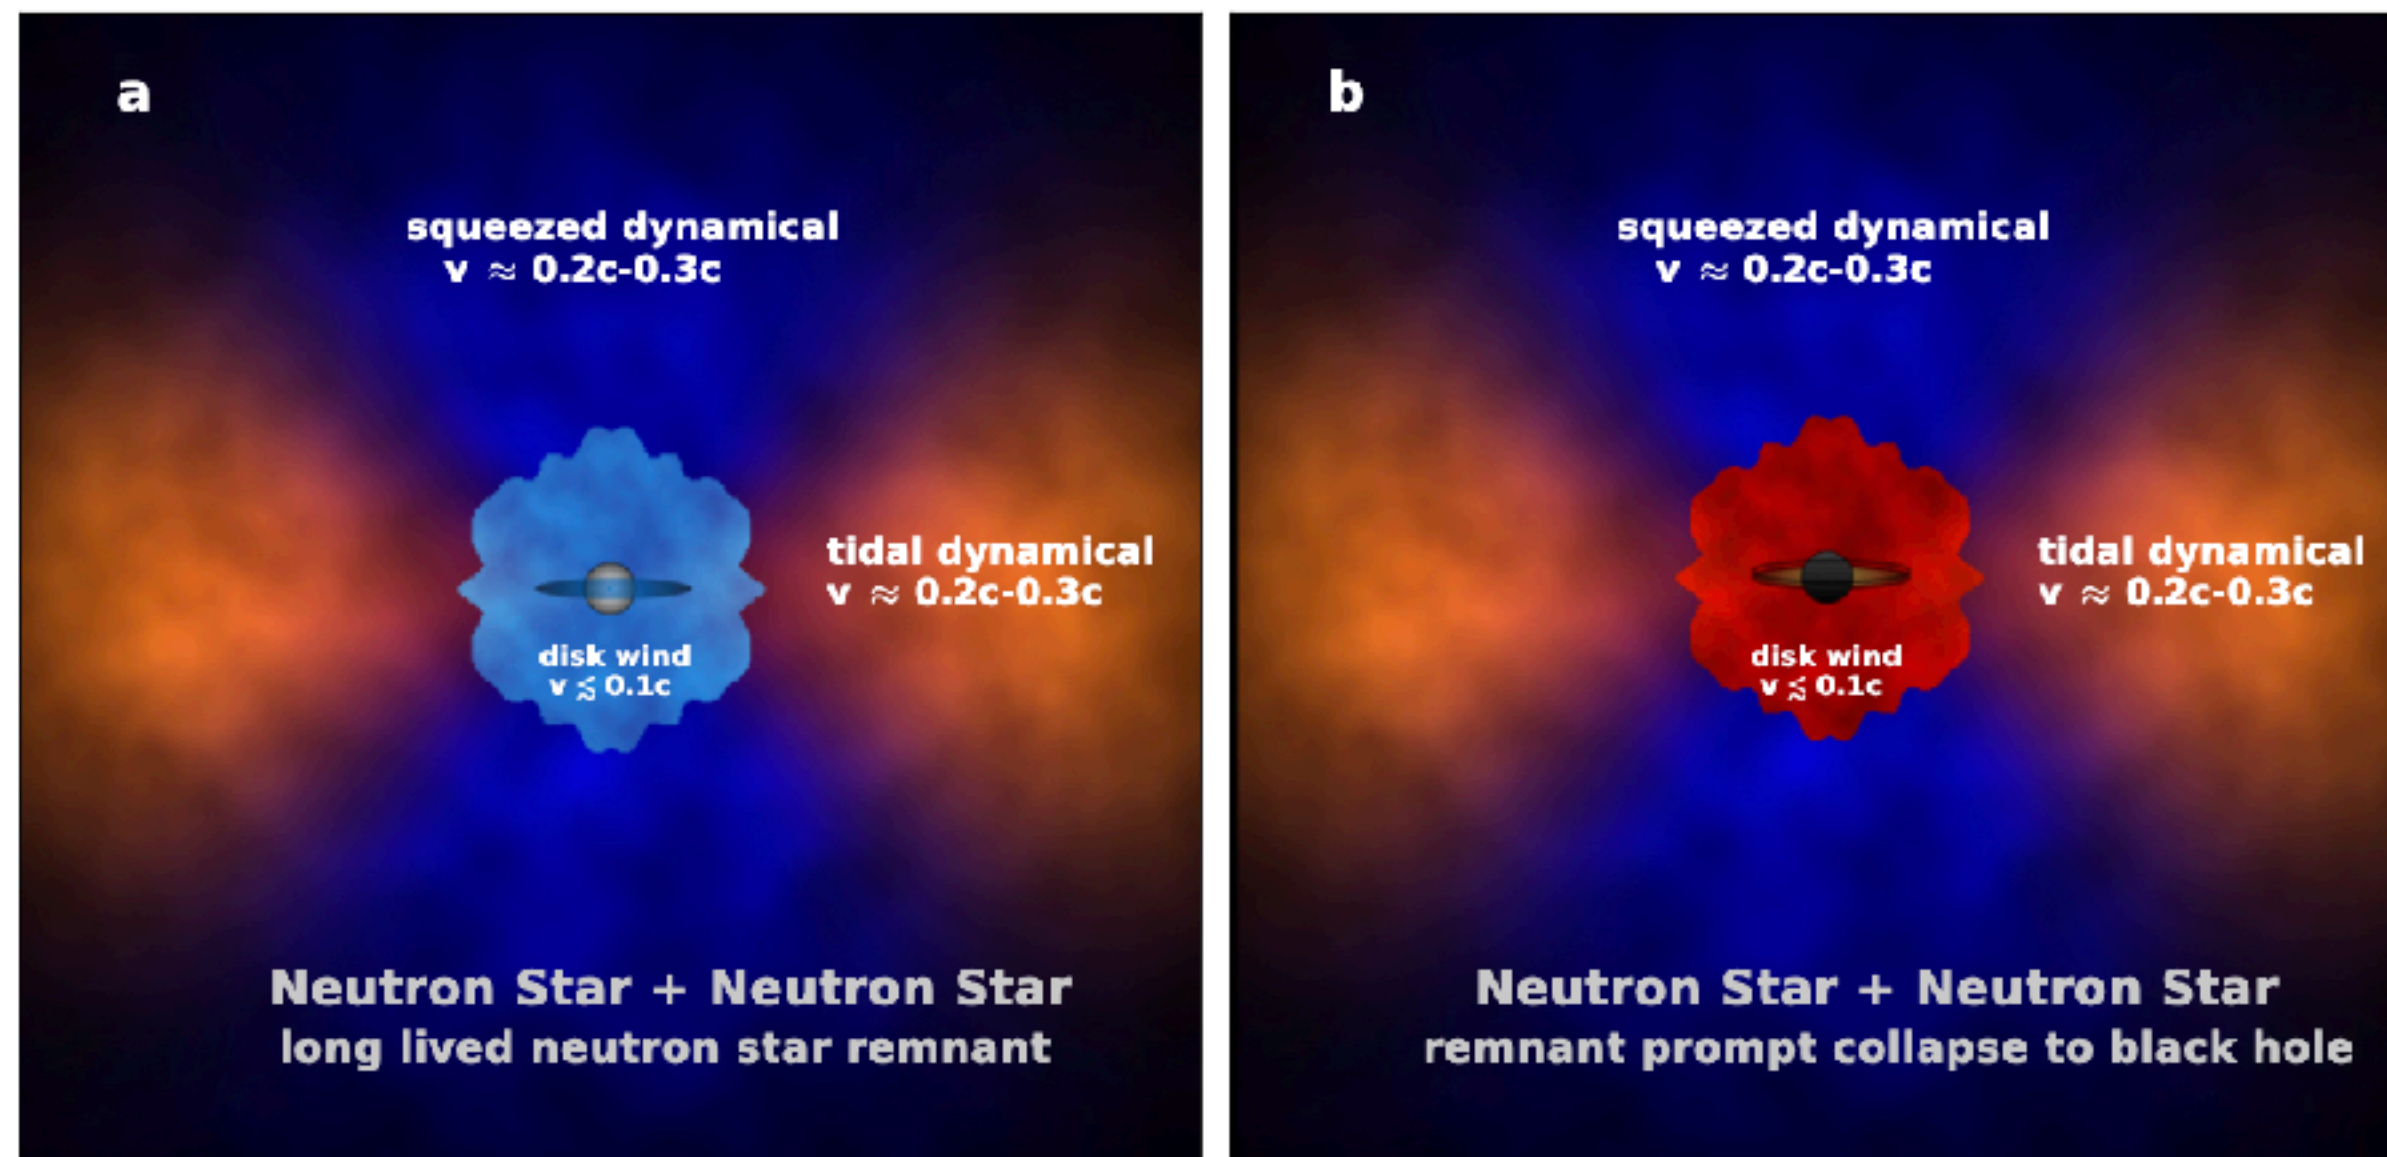 a
squeezed dynamical
v ≈ 0.2c-0.3c
tidal dynamical
v ≈ 0.2c-0.3c
disk wind
v ≲ 0.1c
Neutron Star + Neutron Star
long lived neutron star remnant
b
squeezed dynamical
v ≈ 0.2c-0.3c
tidal dynamical
v ≈ 0.2c-0.3c
disk wind
v ≲ 0.1c
Neutron Star + Neutron Star
remnant prompt collapse to black hole